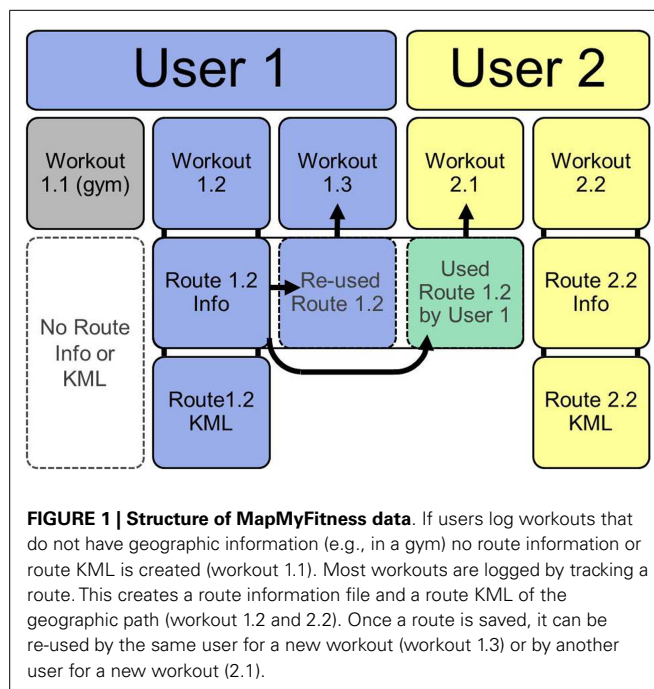 User 1
User 2
Workout
1.1 (gym)
Workout
1.2
Workout
1.3
Workout
2.1
Workout
2.2
No Route
Info or
KML
Route 1.2
Info
Re-used
Route 1.2
Used
Route 1.2
by User 1
Route 2.2
Info
Route1.2
KML
Route 2.2
KML
FIGURE 1 | Structure of MapMyFitness data. If users log workouts that
do not have geographic information (e.g., in a gym) no route information or
route KML is created (workout 1.1). Most workouts are logged by tracking a
route. This creates a route information file and a route KML of the
geographic path (workout 1.2 and 2.2). Once a route is saved, it can be
re-used by the same user for a new workout (workout 1.3) or by another
user for a new workout (2.1).